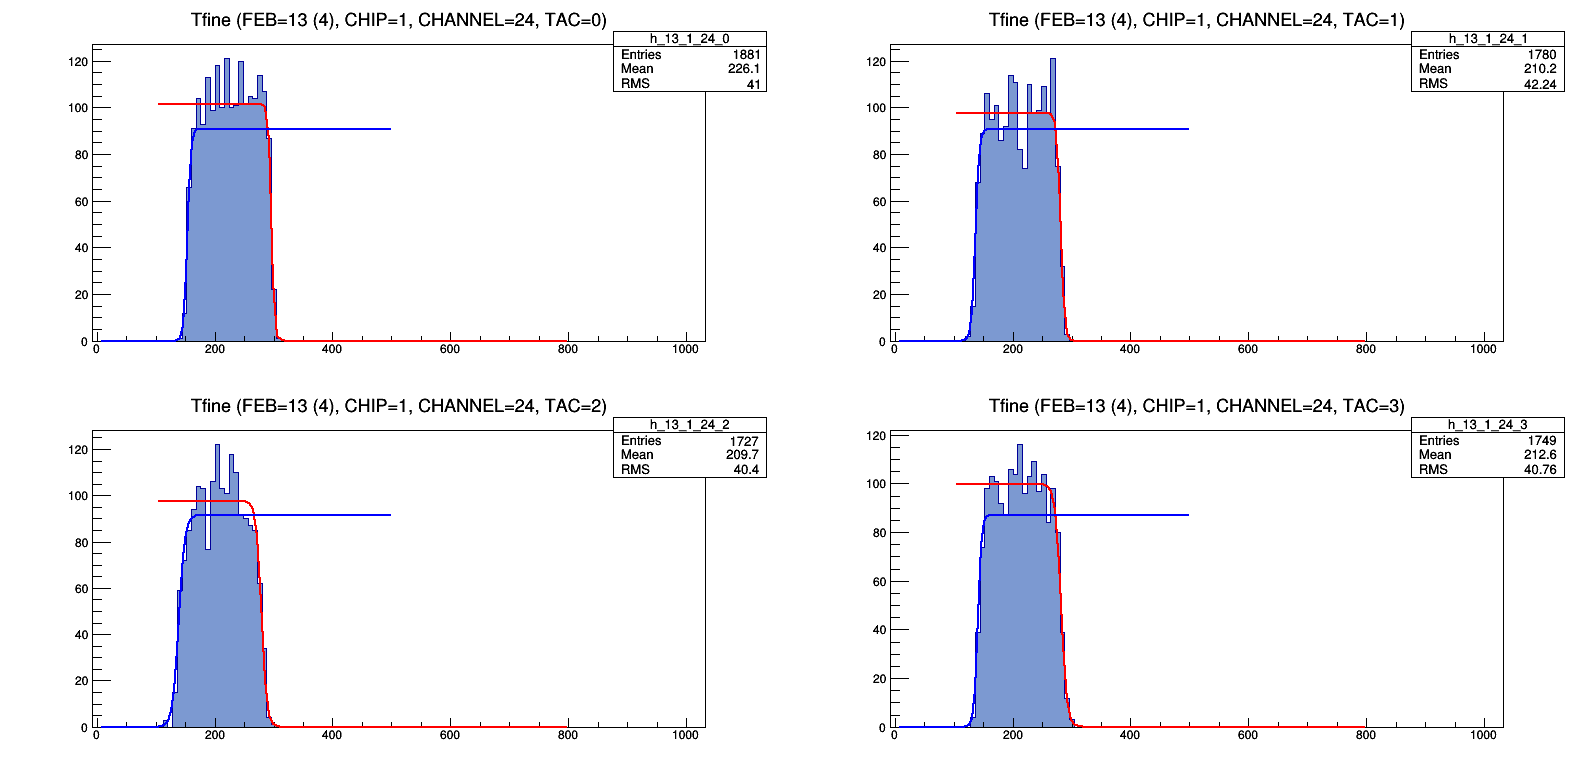 Tfine (FEB=13 (4), CHIP=1, CHANNEL=24, TAC=0)
h_13_1_24_0
Entries 1881
Mean 226.1
RMS 41
120
100
80
60
40
20
0
0 200 400 600 800 1000
Tfine (FEB=13 (4), CHIP=1, CHANNEL=24, TAC=1)
h_13_1_24_1
Entries 1780
Mean 210.2
RMS 42.24
120
100
80
60
40
20
0
0 200 400 600 800 1000
Tfine (FEB=13 (4), CHIP=1, CHANNEL=24, TAC=2)
h_13_1_24_2
Entries 1727
Mean 209.7
RMS 40.4
120
100
80
60
40
20
0
0 200 400 600 800 1000
Tfine (FEB=13 (4), CHIP=1, CHANNEL=24, TAC=3)
h_13_1_24_3
Entries 1749
Mean 212.6
RMS 40.76
120
100
80
60
40
20
0
0 200 400 600 800 1000